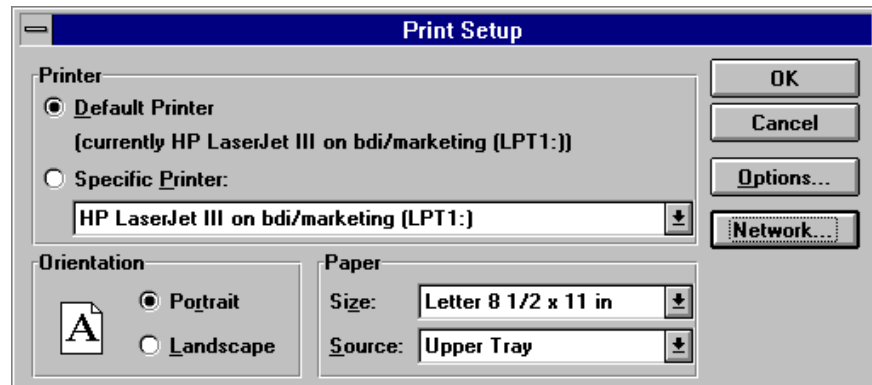 Print Setup
Printer
Default Printer
(currently HP LaserJet III on bdi/marketing (LPT1:))
Specific Printer:
HP LaserJet III on bdi/marketing (LPT1:)
OK
Cancel
Options...
Network...
Orientation
A
Portrait
Landscape
Paper
Size: Letter 8 1/2 x 11 in
Source: Upper Tray